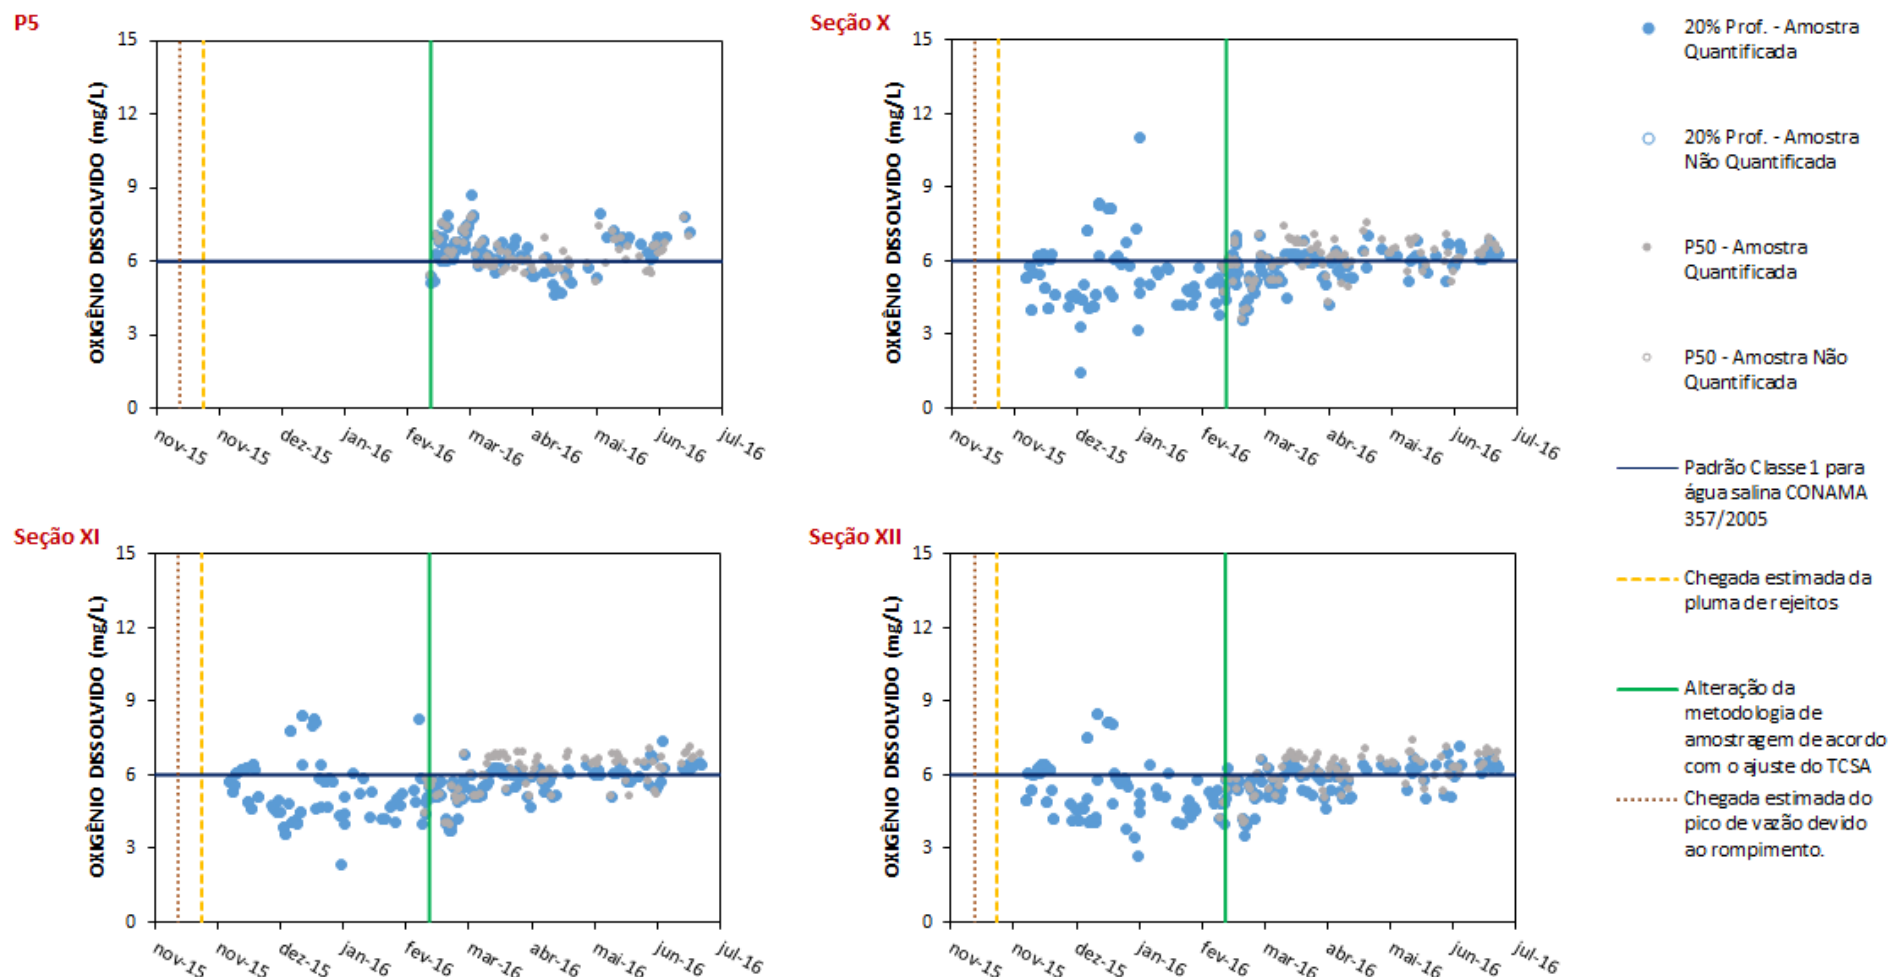 P5
15
12
9
6
3
0
OXIGÊNIO DISSOLVIDO (mg/L)
nov-15
nov-15
dez-15
jan-16
fev-16
mar-16
abr-16
mai-16
jun-16
jul-16
Seção X
15
12
9
6
3
0
OXIGÊNIO DISSOLVIDO (mg/L)
nov-15
nov-15
dez-15
jan-16
fev-16
mar-16
abr-16
mai-16
jun-16
jul-16
Seção XI
15
12
9
6
3
0
OXIGÊNIO DISSOLVIDO (mg/L)
nov-15
nov-15
dez-15
jan-16
fev-16
mar-16
abr-16
mai-16
jun-16
jul-16
Seção XII
15
12
9
6
3
0
OXIGÊNIO DISSOLVIDO (mg/L)
nov-15
nov-15
dez-15
jan-16
fev-16
mar-16
abr-16
mai-16
jun-16
jul-16
20% Prof. - Amostra
Quantificada
20% Prof. - Amostra
Não Quantificada
P50 - Amostra
Quantificada
P50 - Amostra Não
Quantificada
Padrão Classe 1 para
água salina CONAMA
357/2005
Chegada estimada da
pluma de rejeitos
Alteração da
metodologia de
amostragem de acordo
com o ajuste do TCSA
Chegada estimada do
pico de vazão devido
ao rompimento.